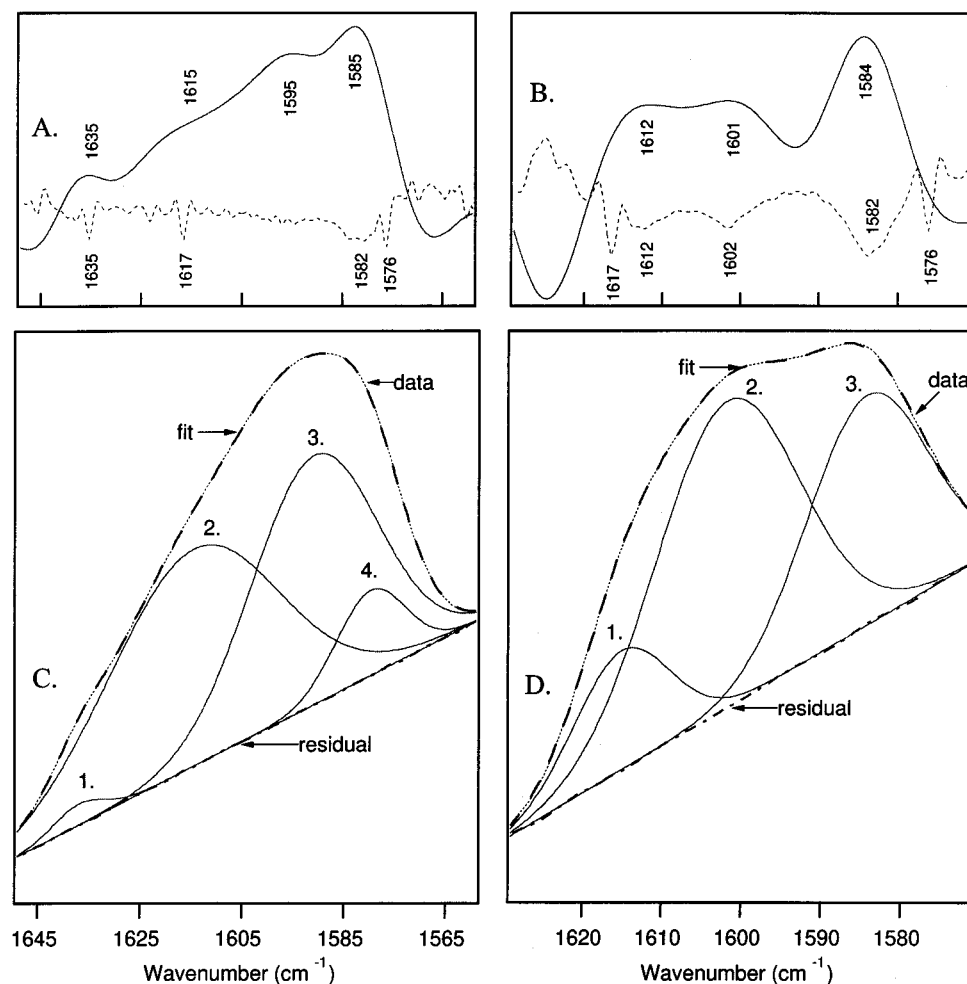 A.
1635
1615
1595
1585
1635
1617
1582
1576
B.
1612
1601
1584
1617
1612
1602
1582
1576
C.
fit
data
1.
2.
3.
4.
residual
1645
1625
1605
1585
1565
Wavenumber (cm -1)
D.
fit
data
1.
2.
3.
residual
1620
1610
1600
1590
1580
Wavenumber (cm -1)